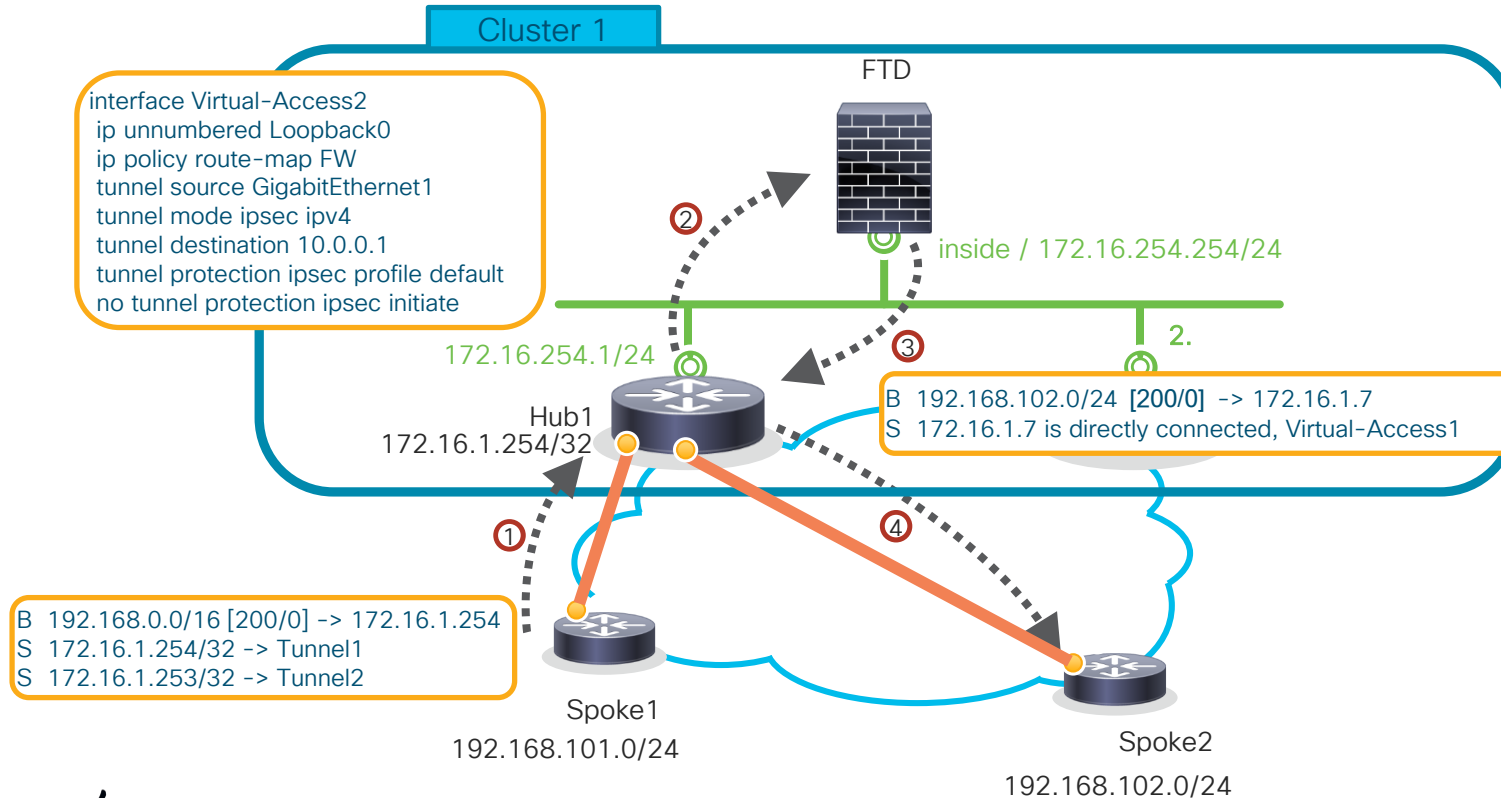 Cluster 1
FTD
interface Virtual-Access2
ip unnumbered Loopback0
ip policy route-map FW
tunnel source GigabitEthernet1
tunnel mode ipsec ipv4
tunnel destination 10.0.0.1
tunnel protection ipsec profile default
no tunnel protection ipsec initiate
2
inside / 172.16.254.254/24
2.
172.16.254.1/24
3
Hub1
172.16.1.254/32
B 192.168.102.0/24 [200/0] -> 172.16.1.7
S 172.16.1.7 is directly connected, Virtual-Access1
1
4
B 192.168.0.0/16 [200/0] -> 172.16.1.254
S 172.16.1.254/32 -> Tunnel1
S 172.16.1.253/32 -> Tunnel2
Spoke1
192.168.101.0/24
Spoke2
192.168.102.0/24